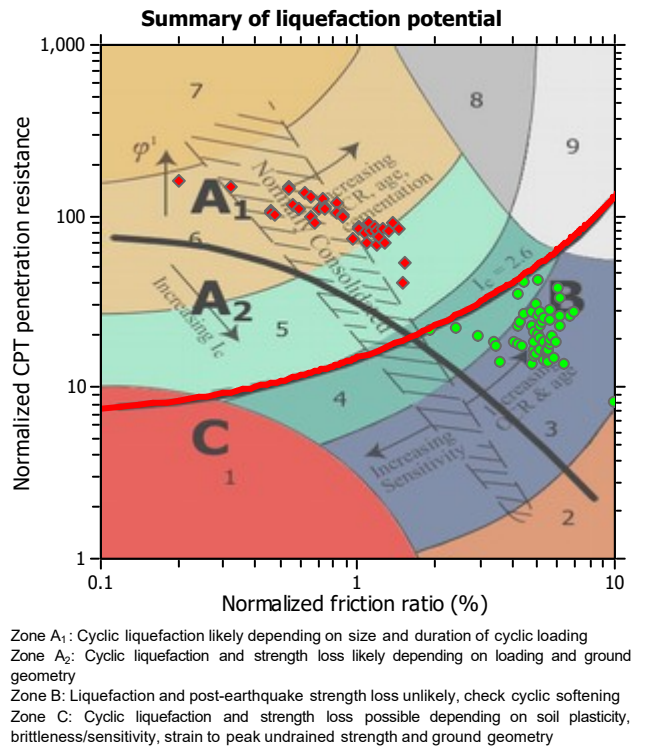 Summary of liquefaction potential
1,000
100
10
1
0.1
1
10
Normalized CPT penetration resistance
Normalized friction ratio (%)
7
8
9
φ'
A1
6
A2
5
4
C
1
B
3
2
Normally Consolidated
Increasing
OCR, age,
cementation
Increasing Ic
Ic = 2.6
Increasing
OCR & age
Increasing
Sensitivity
Zone A1: Cyclic liquefaction likely depending on size and duration of cyclic loading
Zone A2: Cyclic liquefaction and strength loss likely depending on loading and ground
geometry
Zone B: Liquefaction and post-earthquake strength loss unlikely, check cyclic softening
Zone C: Cyclic liquefaction and strength loss possible depending on soil plasticity,
brittleness/sensitivity, strain to peak undrained strength and ground geometry